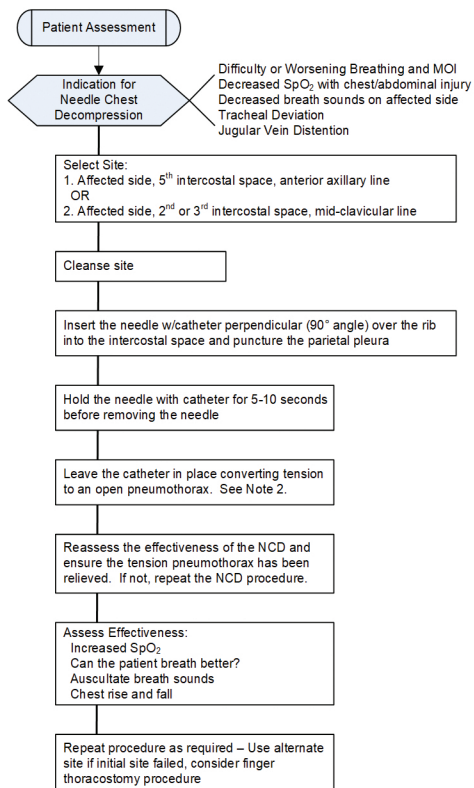 Patient Assessment
Indication for
Needle Chest
Decompression
Difficulty or Worsening Breathing and MOI
Decreased SpO₂ with chest/abdominal injury
Decreased breath sounds on affected side
Tracheal Deviation
Jugular Vein Distention
Select Site:
1. Affected side, 5th intercostal space, anterior axillary line
OR
2. Affected side, 2nd or 3rd intercostal space, mid-clavicular line
Cleanse site
Insert the needle w/catheter perpendicular (90° angle) over the rib
into the intercostal space and puncture the parietal pleura
Hold the needle with catheter for 5-10 seconds
before removing the needle
Leave the catheter in place converting tension
to an open pneumothorax. See Note 2.
Reassess the effectiveness of the NCD and
ensure the tension pneumothorax has been
relieved. If not, repeat the NCD procedure.
Assess Effectiveness:
Increased SpO₂
Can the patient breath better?
Auscultate breath sounds
Chest rise and fall
Repeat procedure as required – Use alternate
site if initial site failed, consider finger
thoracostomy procedure